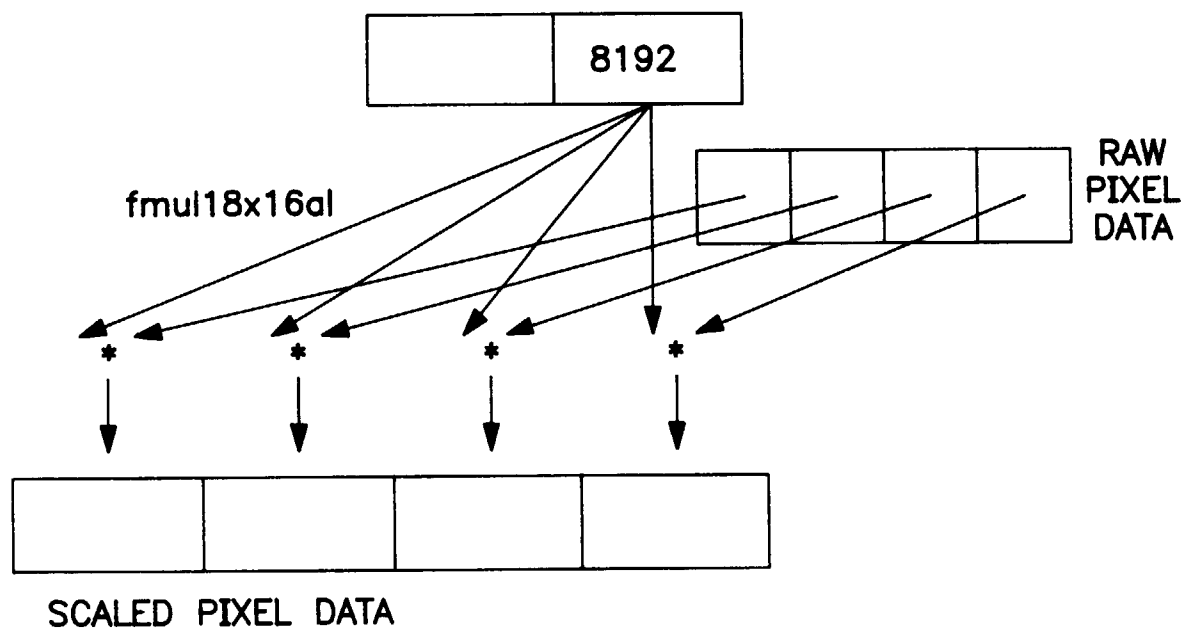 8192
RAW
PIXEL
DATA
fmul18x16al
*
*
*
*
SCALED PIXEL DATA